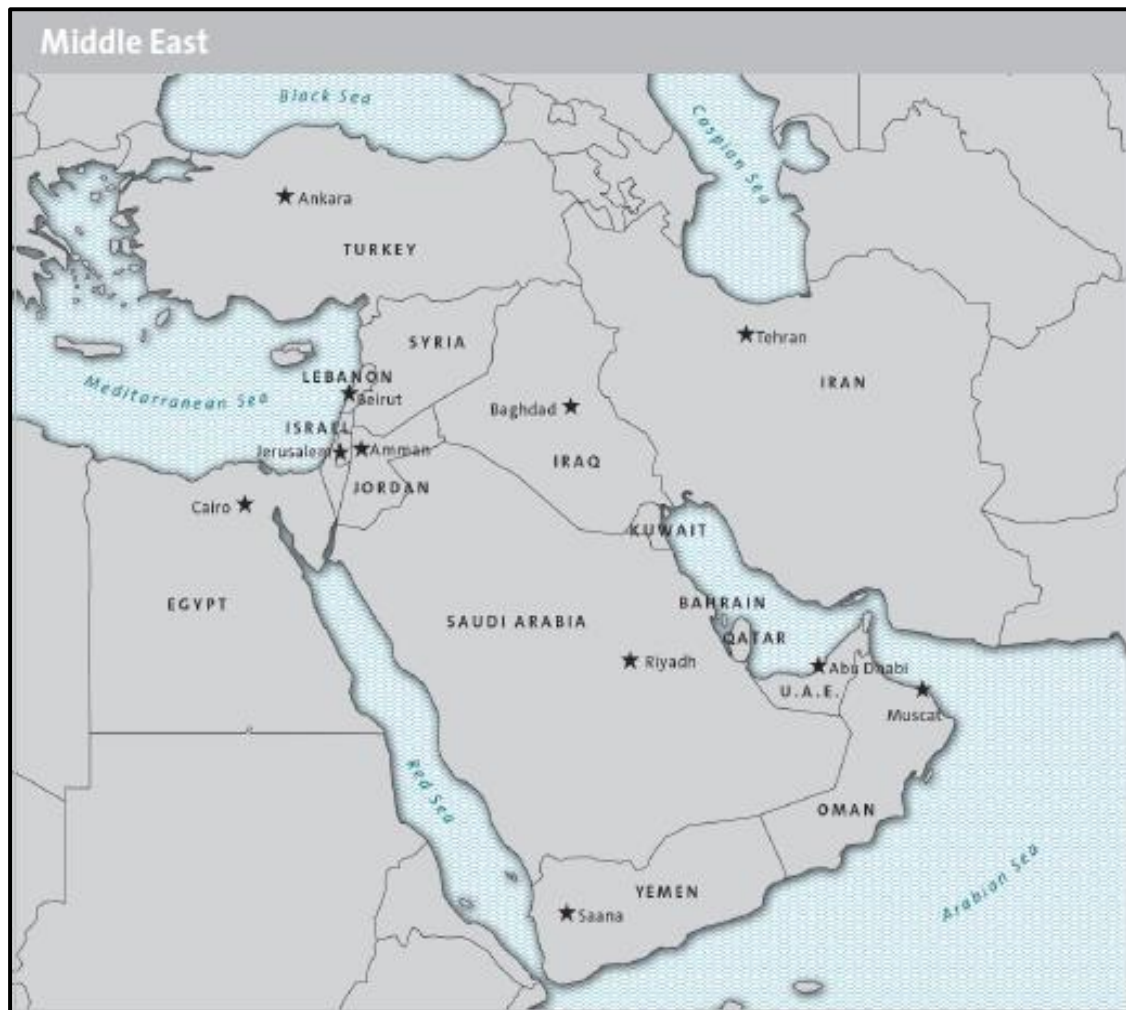 Middle East
Black Sea
Caspian Sea
Ankara
TURKEY
Tehran
SYRIA
IRAN
LEBANON
Mediterranean Sea
Beirut
Baghdad
ISRAEL
Jerusalem
Amman
IRAQ
JORDAN
Cairo
KUWAIT
EGYPT
BAHRAIN
SAUDI ARABIA
QATAR
Riyadh
Abu Dhabi
U.A.E.
Muscat
Red Sea
OMAN
Arabian Sea
YEMEN
Saana